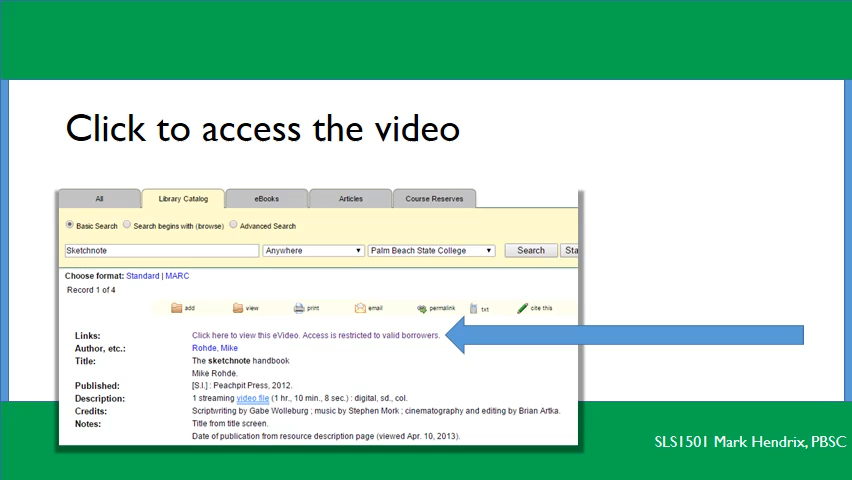 Click to access the video
All Library Catalog eBooks Articles Course Reserves
Basic Search Search begins with (browse) Advanced Search
Sketchnote Anywhere Palm Beach State College Search Sta
Choose format: Standard | MARC
Record 1 of 4
add view print email permalink txt cite this
Links: Click here to view this eVideo. Access is restricted to valid borrowers.
Author, etc.: Rohde, Mike
Title: The sketchnote handbook
Mike Rohde.
Published: [S.l.] : Peachpit Press, 2012.
Description: 1 streaming video file (1 hr., 10 min., 8 sec.) : digital, sd., col.
Credits: Scriptwriting by Gabe Wolleburg ; music by Stephen Mork ; cinematography and editing by Brian Artka.
Notes: Title from title screen.
Date of publication from resource description page (viewed Apr. 10, 2013).
SLS1501 Mark Hendrix, PBSC